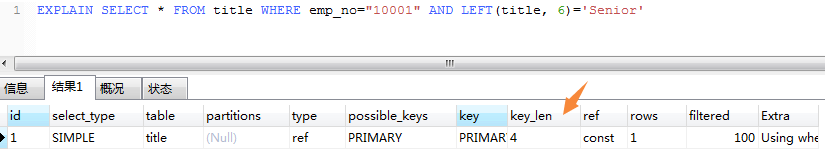 1 EXPLAIN SELECT * FROM title WHERE emp_no="10001" AND LEFT(title, 6)='Senior'
信息 结果1 概况 状态
id select_type table partitions type possible_keys key key_len ref rows filtered Extra
1 SIMPLE title (Null) ref PRIMARY PRIMAR 4 const 1 100 Using whe